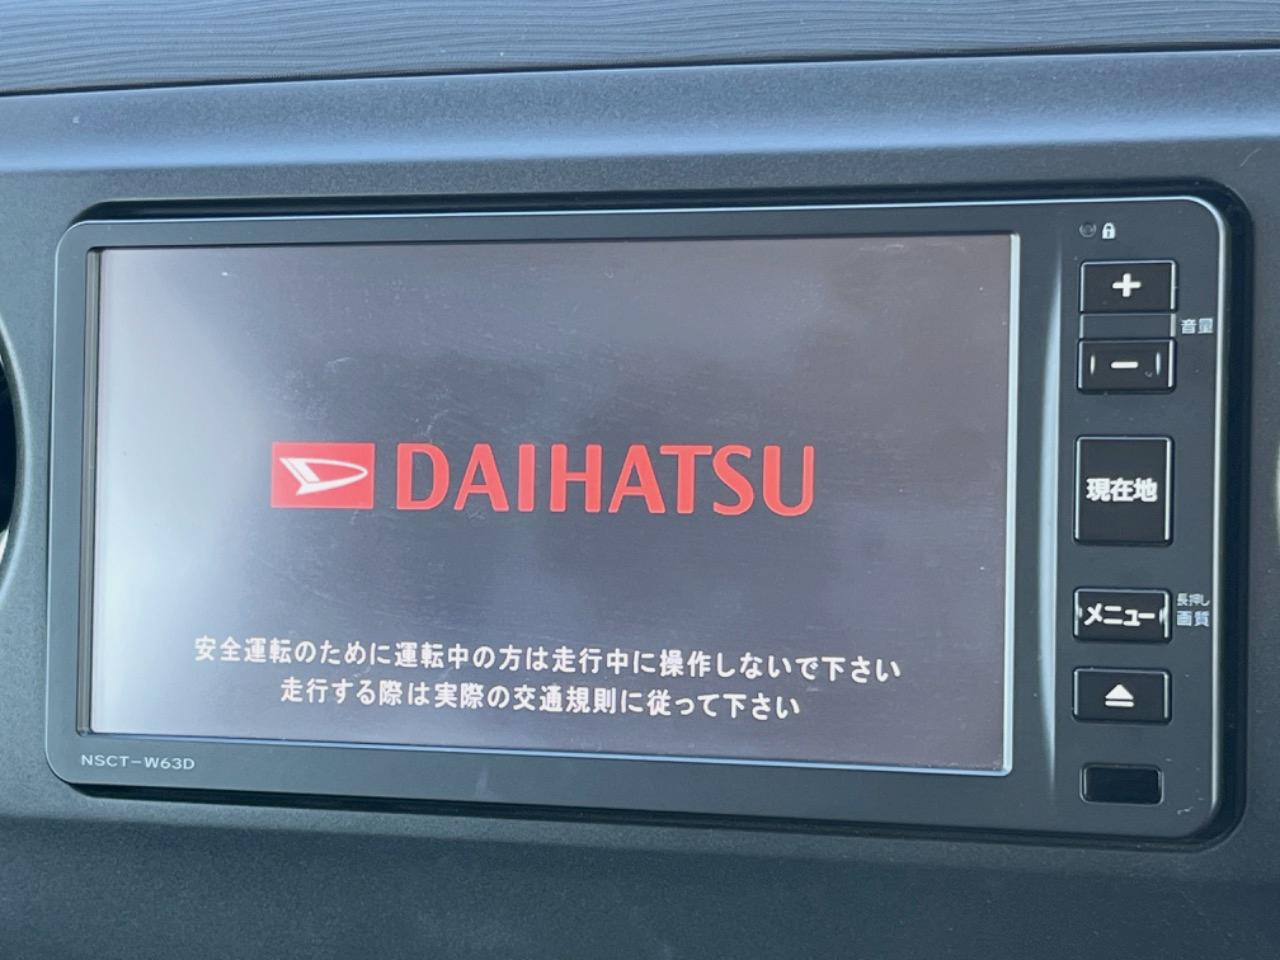 DAIHATSU
安全運転のために運転中の方は走行中に操作しないで下さい
走行する際は実際の交通規則に従って下さい
NSCT-W63D
+
音量
-
現在地
メニュー
長押し
画質